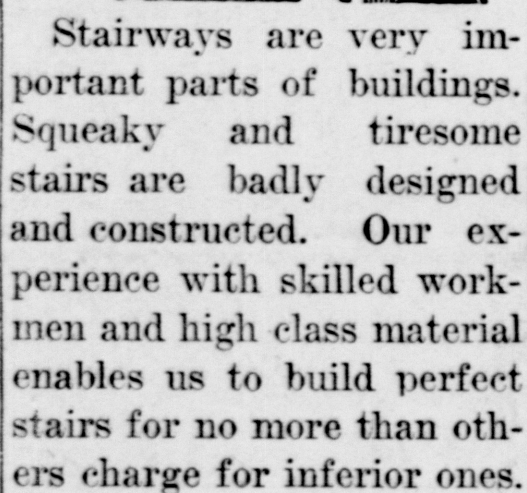 Stairways are very im-
portant parts of buildings.
Squeaky and tiresome
stairs are badly designed
and constructed. Our ex-
perience with skilled work-
men and high class material
enables us to build perfect
stairs for no more than oth-
ers charge for inferior ones.